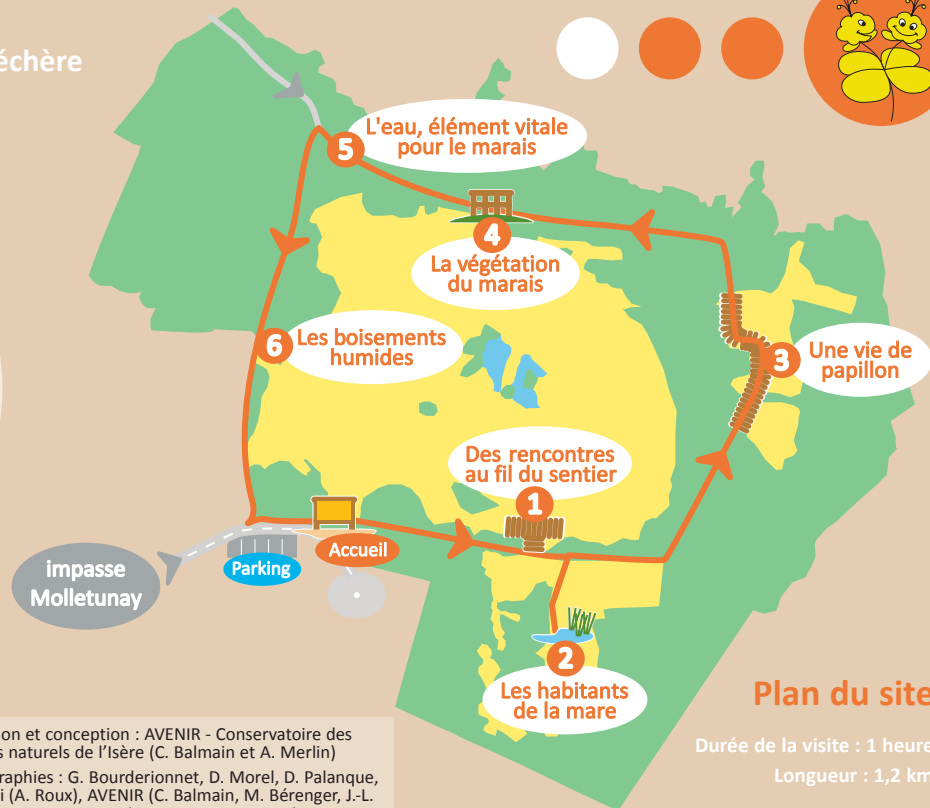 échère
5
L'eau, élément vitale
pour le marais
4
La végétation
du marais
6
Les boisements
humides
3
Une vie de
papillon
Des rencontres
au fil du sentier
1
Accueil
Parking
impasse
Molletunay
2
Les habitants
de la mare
Plan du site
Durée de la visite : 1 heure
Longueur : 1,2 km
on et conception : AVENIR - Conservatoire des
s naturels de l'Isère (C. Balmain et A. Merlin)
raphies : G. Bourderionnet, D. Morel, D. Palanque,
i (A. Roux), AVENIR (C. Balmain, M. Bérenger, J.-L.